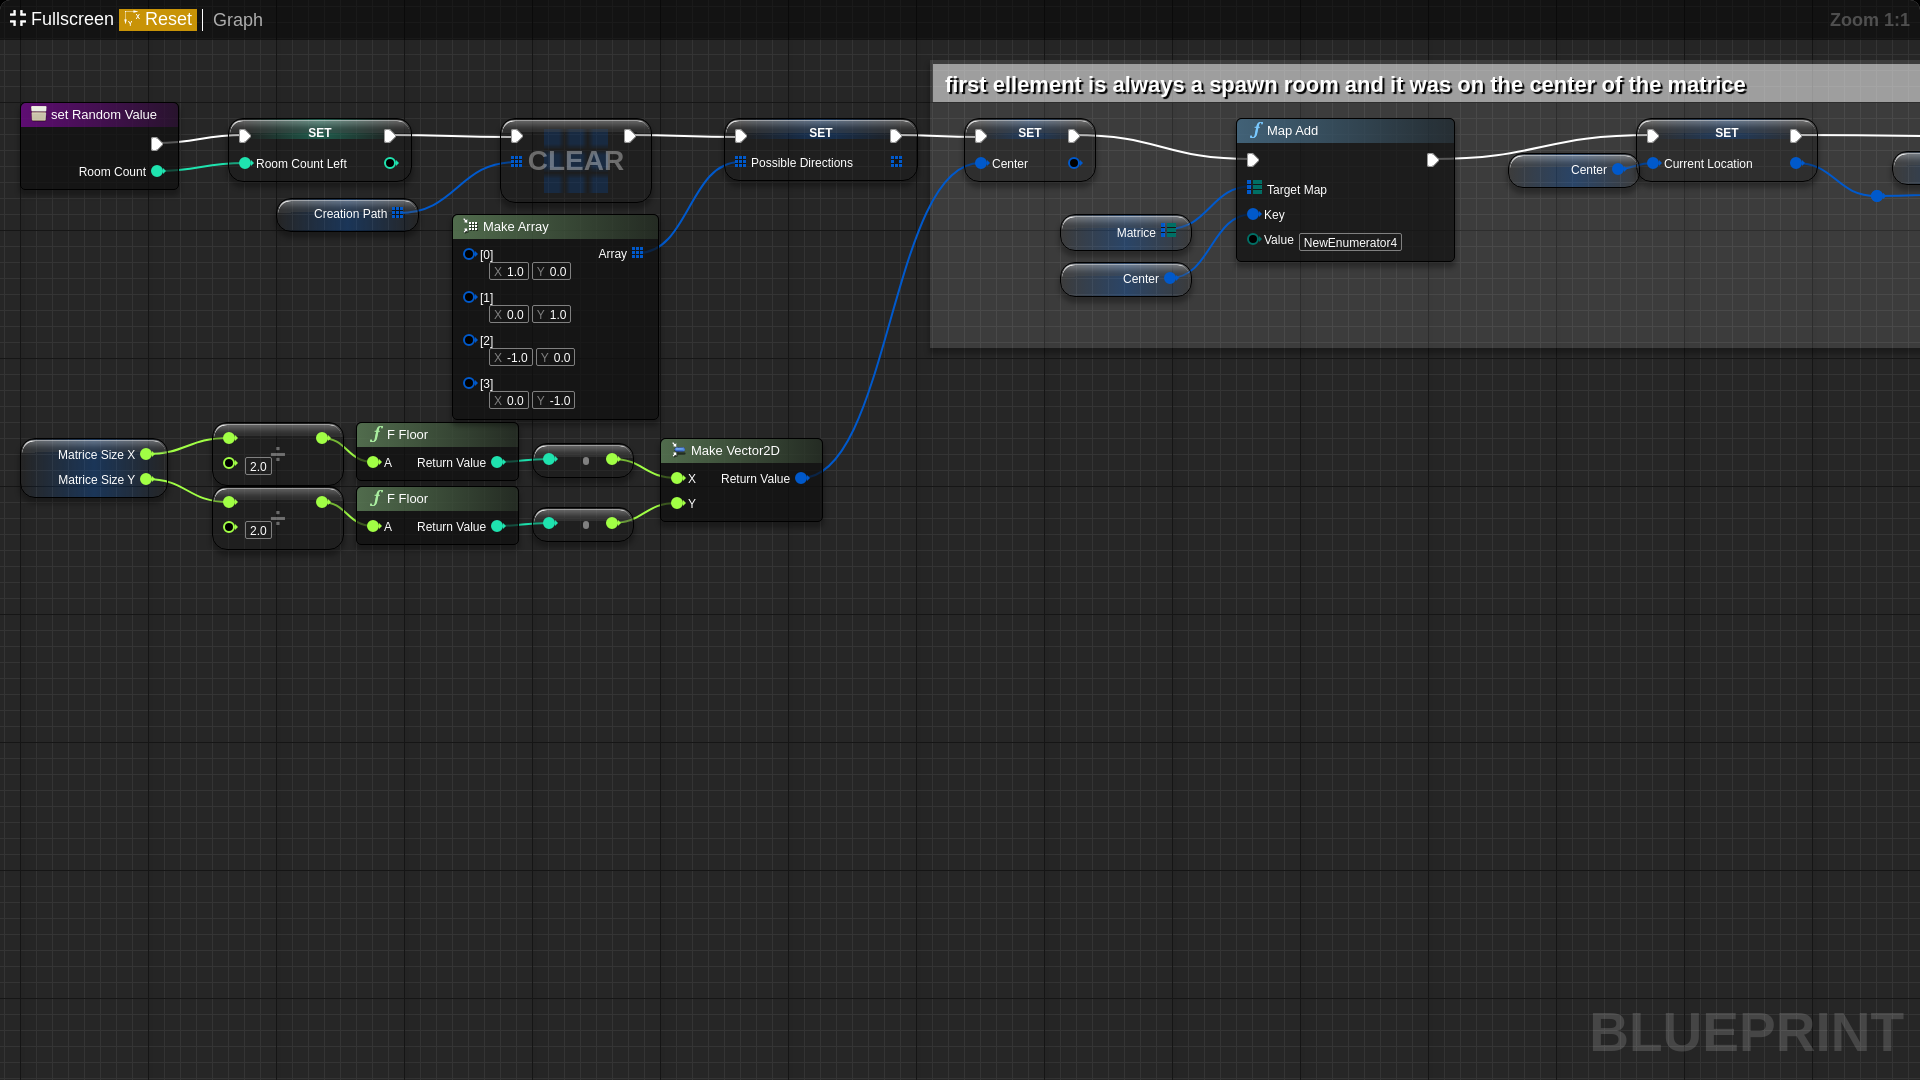 Fullscreen Reset Graph Zoom 1:1
first ellement is always a spawn room and it was on the center of the matrice
set Random Value
Room Count
SET
Room Count Left
Creation Path
CLEAR
SET
Possible Directions
Make Array
[0] Array
X 1.0 Y 0.0
[1]
X 0.0 Y 1.0
[2]
X -1.0 Y 0.0
[3]
X 0.0 Y -1.0
SET
Center
Matrice
Center
Map Add
Target Map
Key
Value NewEnumerator4
Center
SET
Current Location
Matrice Size X
Matrice Size Y
÷
2.0
÷
2.0
F Floor
A Return Value
F Floor
A Return Value
Make Vector2D
X Return Value
Y
BLUEPRINT